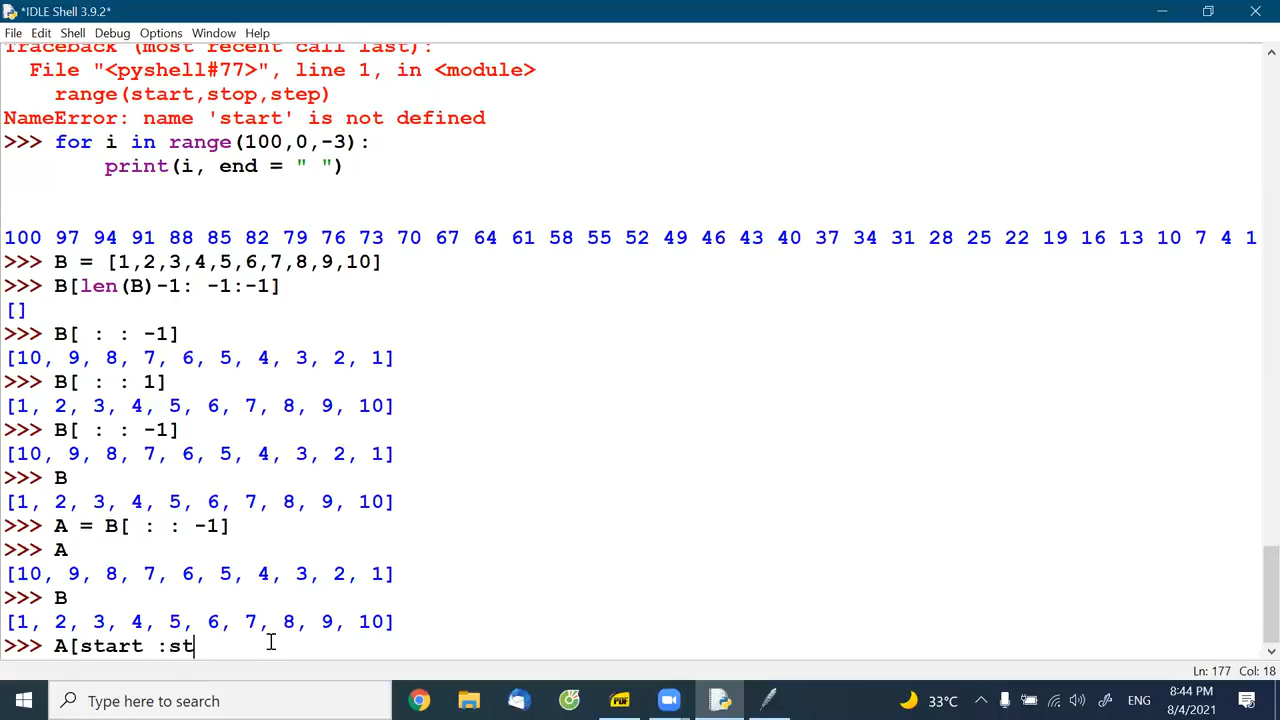 *IDLE Shell 3.9.2*
File Edit Shell Debug Options Window Help
Traceback (most recent call last):
  File "<pyshell#77>", line 1, in <module>
    range(start,stop,step)
NameError: name 'start' is not defined
>>> for i in range(100,0,-3):
        print(i, end = " ")
100 97 94 91 88 85 82 79 76 73 70 67 64 61 58 55 52 49 46 43 40 37 34 31 28 25 22 19 16 13 10 7 4 1
>>> B = [1,2,3,4,5,6,7,8,9,10]
>>> B[len(B)-1: -1:-1]
[]
>>> B[ : : -1]
[10, 9, 8, 7, 6, 5, 4, 3, 2, 1]
>>> B[ : : 1]
[1, 2, 3, 4, 5, 6, 7, 8, 9, 10]
>>> B[ : : -1]
[10, 9, 8, 7, 6, 5, 4, 3, 2, 1]
>>> B
[1, 2, 3, 4, 5, 6, 7, 8, 9, 10]
>>> A = B[ : : -1]
>>> A
[10, 9, 8, 7, 6, 5, 4, 3, 2, 1]
>>> B
[1, 2, 3, 4, 5, 6, 7, 8, 9, 10]
>>> A[start :st
Ln: 177 Col: 18
Type here to search
PDF
33°C
ENG
8:44 PM
8/4/2021